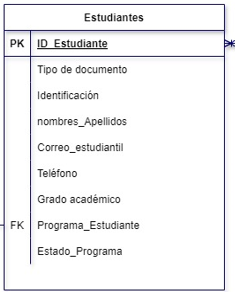 Estudiantes
PK ID_Estudiante
Tipo de documento
Identificación
nombres_Apellidos
Correo_estudiantil
Teléfono
Grado académico
FK Programa_Estudiante
Estado_Programa